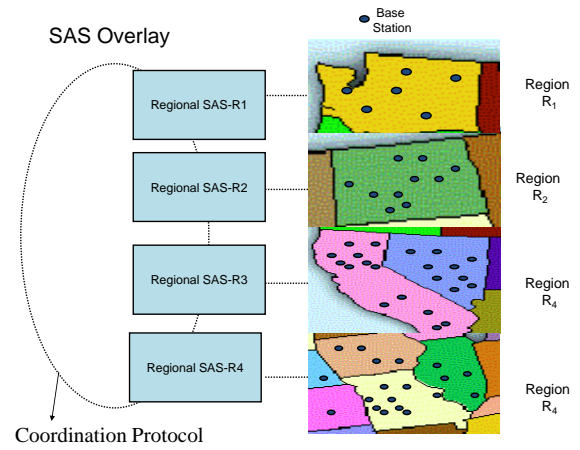 SAS Overlay
Base
Station
Regional SAS-R1
Region
R1
Regional SAS-R2
Region
R2
Regional SAS-R3
Region
R4
Regional SAS-R4
Region
R4
Coordination Protocol